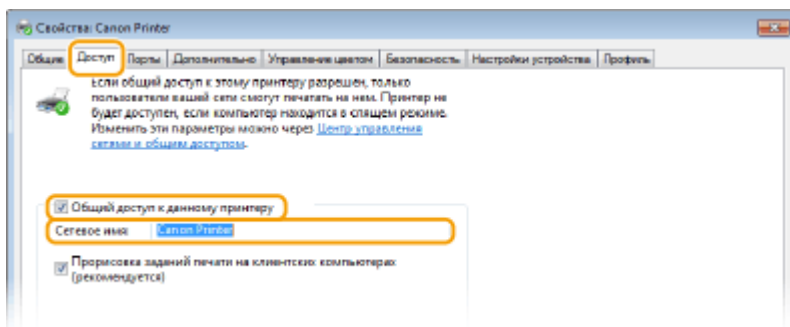 Свойства: Canon Printer
Общие Доступ Порты Дополнительно Управление цветом Безопасность Настройки устройства Профиль
Если общий доступ к этому принтеру разрешен, только
пользователи вашей сети смогут печатать на нем. Принтер не
будет доступен, если компьютер находится в спящем режиме.
Изменить эти параметры можно через Центр управления
сетями и общим доступом.
Общий доступ к данному принтеру
Сетевое имя: Canon Printer
Прорисовка заданий печати на клиентских компьютерах
(рекомендуется)